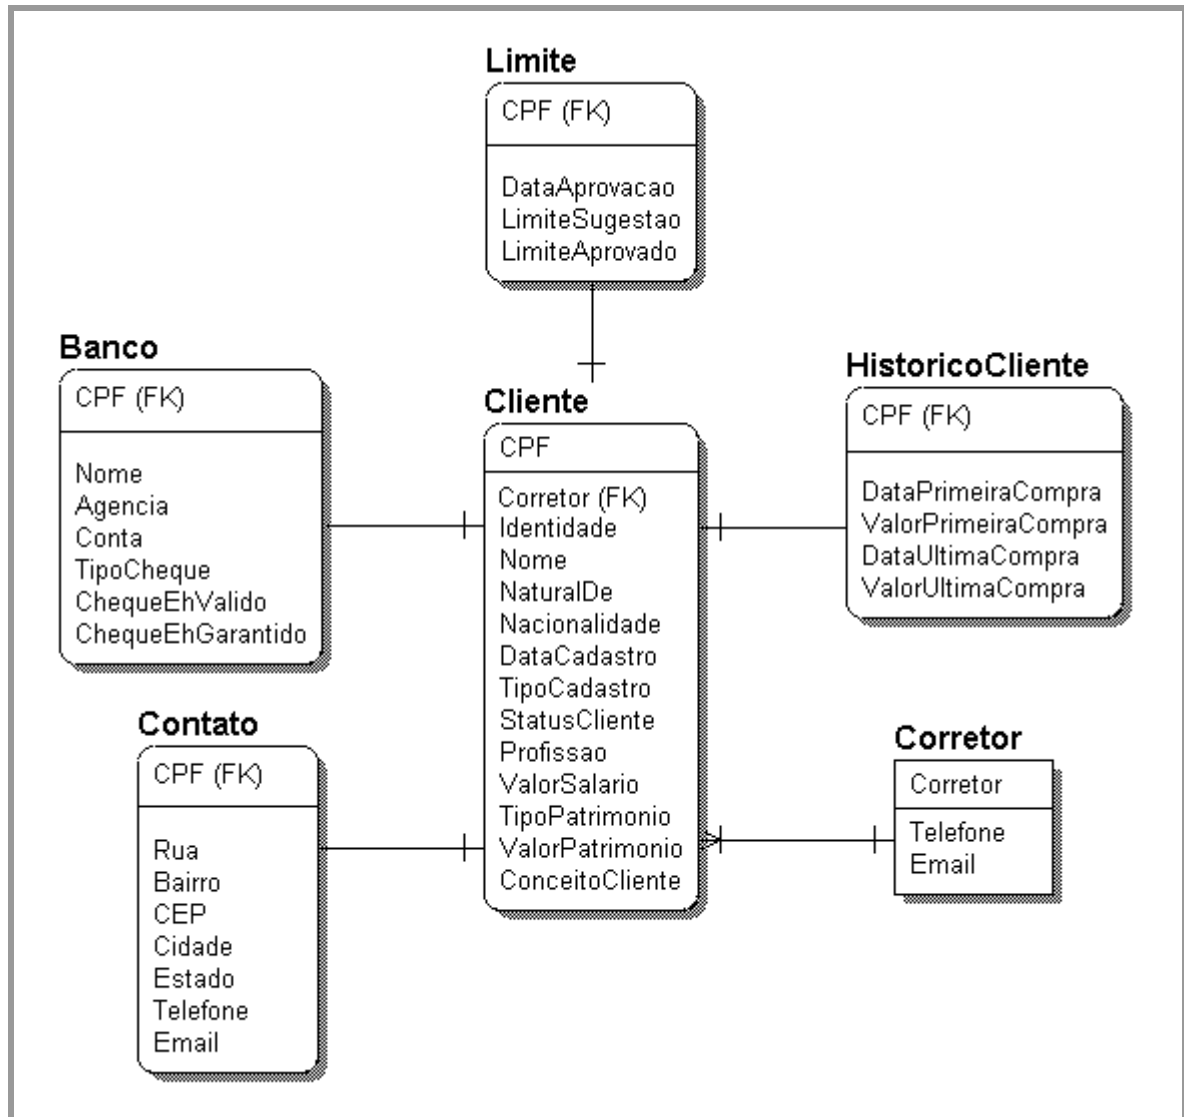 Limite
CPF (FK)
DataAprovacao
LimiteSugestao
LimiteAprovado
Banco
CPF (FK)
Nome
Agencia
Conta
TipoCheque
ChequeEhValido
ChequeEhGarantido
Cliente
CPF
Corretor (FK)
Identidade
Nome
NaturalDe
Nacionalidade
DataCadastro
TipoCadastro
StatusCliente
Profissao
ValorSalario
TipoPatrimonio
ValorPatrimonio
ConceitoCliente
HistoricoCliente
CPF (FK)
DataPrimeiraCompra
ValorPrimeiraCompra
DataUltimaCompra
ValorUltimaCompra
Contato
CPF (FK)
Rua
Bairro
CEP
Cidade
Estado
Telefone
Email
Corretor
Corretor
Telefone
Email